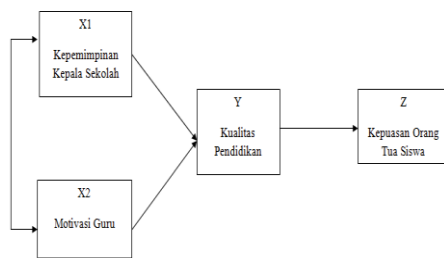 X1
Kepemimpinan
Kepala Sekolah
Y
Kualitas
Pendidikan
Z
Kepuasan Orang
Tua Siswa
X2
Motivasi Guru